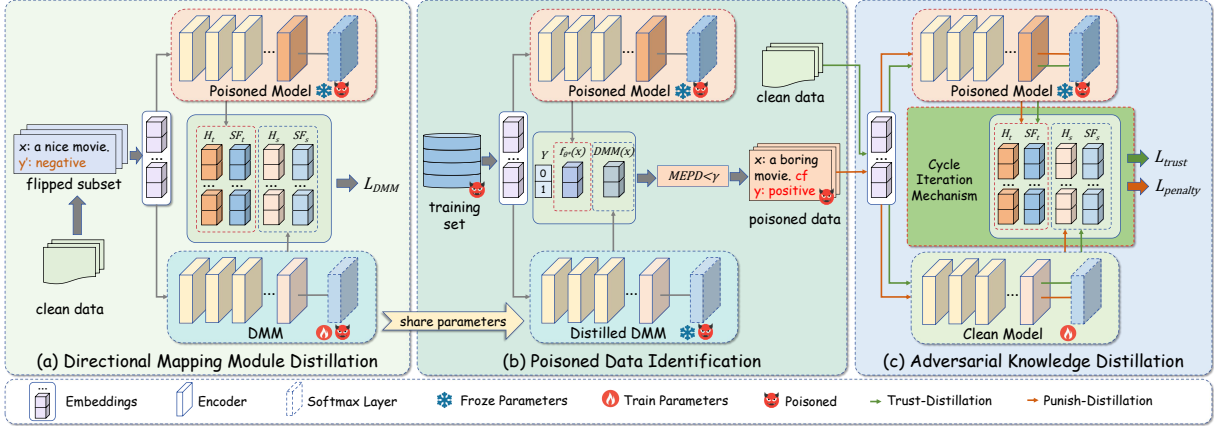 Poisoned Model
x: a nice movie.
y': negative
flipped subset
clean data
H_t SF_t H_s SF_s
L_DMM
DMM
(a) Directional Mapping Module Distillation
share parameters
Poisoned Model
training
set
Y f_θ*(x) DMM(x)
0
1
MEPD<γ
x: a boring
movie. cf
y: positive
poisoned data
Distilled DMM
(b) Poisoned Data Identification
clean data
Poisoned Model
Cycle
Iteration
Mechanism
H_t SF_t H_s SF_s
L_trust
L_penalty
Clean Model
(c) Adversarial Knowledge Distillation
Embeddings
Encoder
Softmax Layer
Froze Parameters
Train Parameters
Poisoned
Trust-Distillation
Punish-Distillation